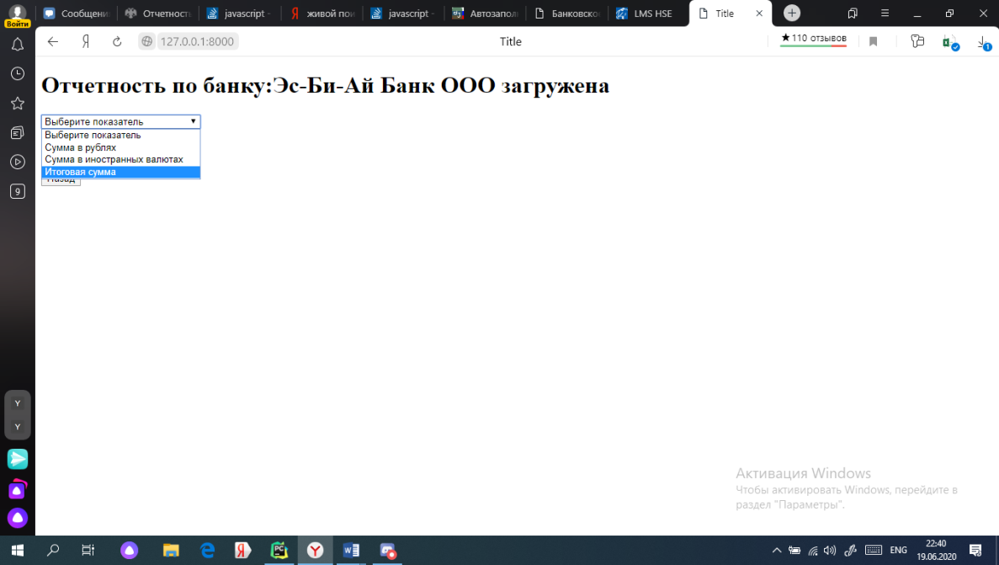 Войти
Сообщени
Отчетность
javascript -
живой пои
javascript -
Автозапол
Банковско
LMS HSE
Title
127.0.0.1:8000
Title
★110 отзывов
1
9
Y
Y
Отчетность по банку:Эс-Би-Ай Банк ООО загружена
Выберите показатель
Выберите показатель
Сумма в рублях
Сумма в иностранных валютах
Итоговая сумма
Назад
Активация Windows
Чтобы активировать Windows, перейдите в
раздел "Параметры".
ENG
22:40
19.06.2020